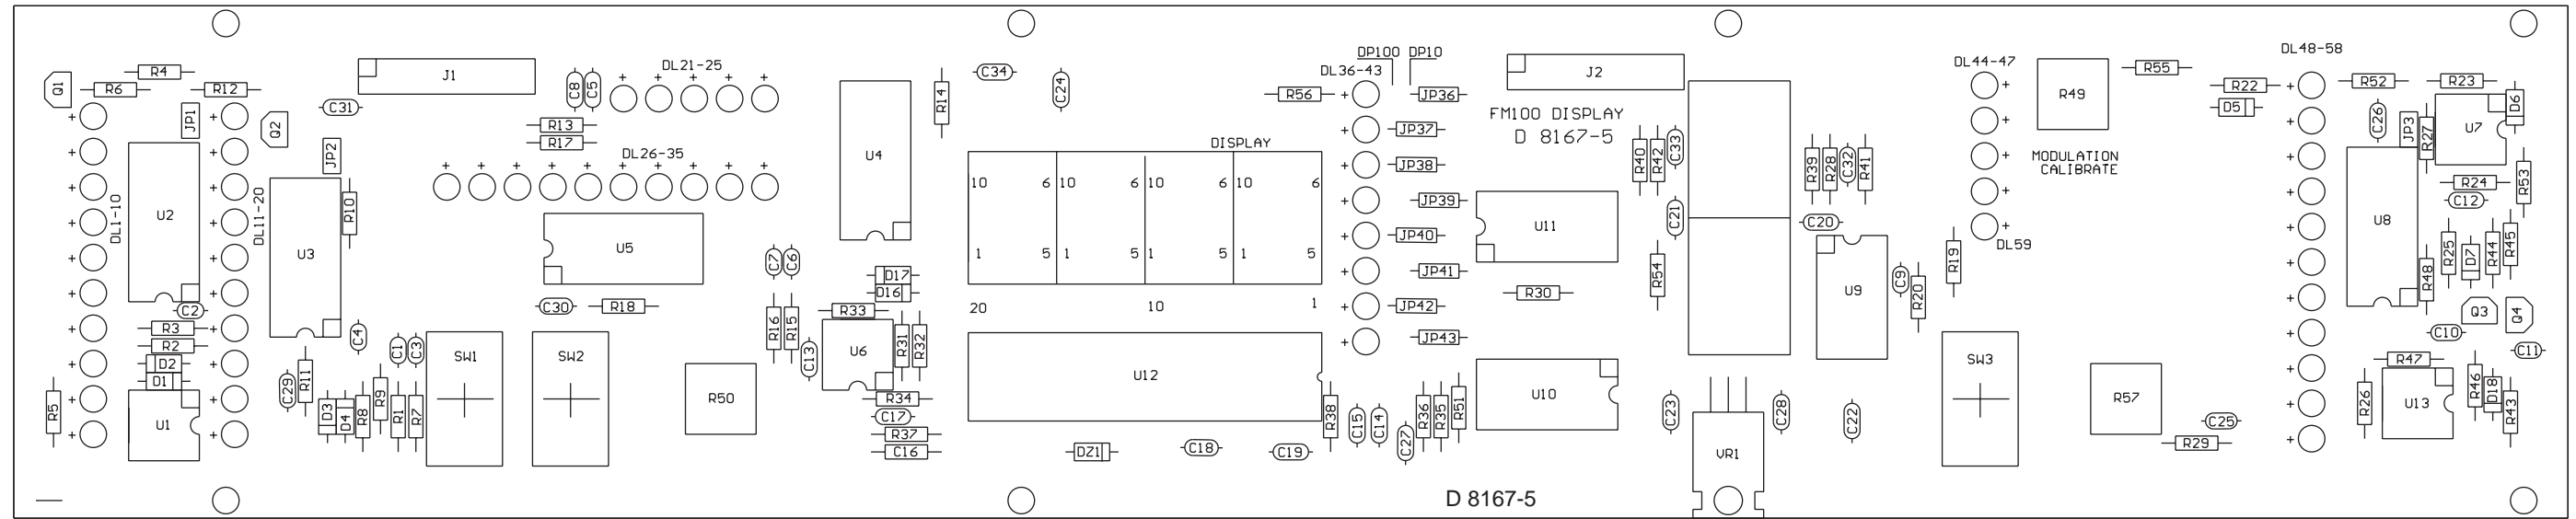 Q1
R4
R6
R12
JP1
Q2
C31
J1
C8
C5
DL21-25
R13
R17
DL26-35
JP2
R10
U2
DL1-10
DL11-20
U3
U5
U4
R14
C34
C24
DISPLAY
10 6 10 6 10 6 10 6
1 5 1 5 1 5 1 5
20 10 1
U12
C7
C6
D17
D16
C30
R18
R16
R15
C13
R33
U6
R31
R32
R34
C17
R37
C16
C2
R3
R2
D2
D1
U1
R5
C4
C1
C3
C29
R11
D3
D4
R8
R9
R1
R7
SW1
SW2
R50
DZ1
C18
C19
R38
C15
C14
C27
R36
R35
R51
DP100
DP10
DL36-43
R56
JP36
JP37
JP38
JP39
JP40
JP41
JP42
JP43
J2
FM100 DISPLAY
D 8167-5
U11
R30
U10
R40
R42
C33
C21
R54
C23
VR1
C28
R39
R28
C32
R41
C20
U9
C9
R20
R19
C22
DL44-47
DL59
R49
MODULATION
CALIBRATE
R55
R22
D5
SW3
R57
C25
R29
DL48-58
R52
R23
C26
JP3
R27
U7
D6
U8
R24
C12
R53
R25
D7
R44
R45
R48
Q3
Q4
C10
C11
R47
R26
U13
R46
D18
R43
D 8167-5